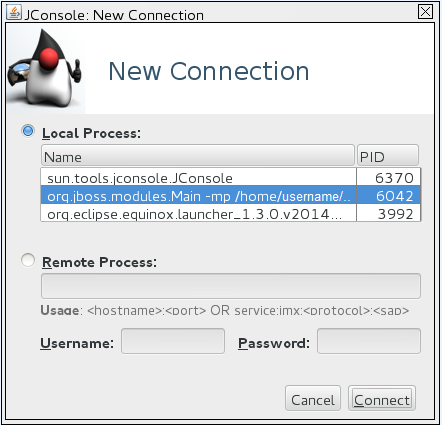 JConsole: New Connection
New Connection
Local Process:
Name PID
sun.tools.jconsole.JConsole 6370
org.jboss.modules.Main -mp /home/username/.. 6042
org.eclipse.equinox.launcher_1.3.0.v2014... 3992
Remote Process:
Usage: <hostname>:<port> OR service:jmx:<protocol>:<sap>
Username: Password:
Cancel Connect